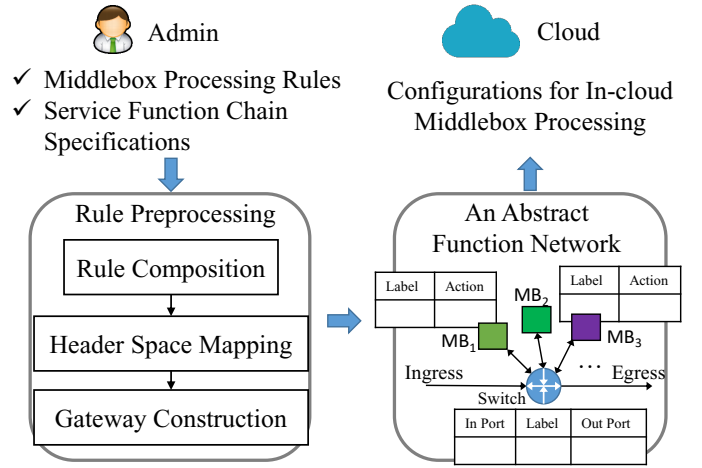 Admin
✓ Middlebox Processing Rules
✓ Service Function Chain
Specifications
Rule Preprocessing
Rule Composition
Header Space Mapping
Gateway Construction
Cloud
Configurations for In-cloud
Middlebox Processing
An Abstract
Function Network
Label Action
MB1
MB2
Label Action
MB3
...
Ingress
Switch
Egress
In Port Label Out Port